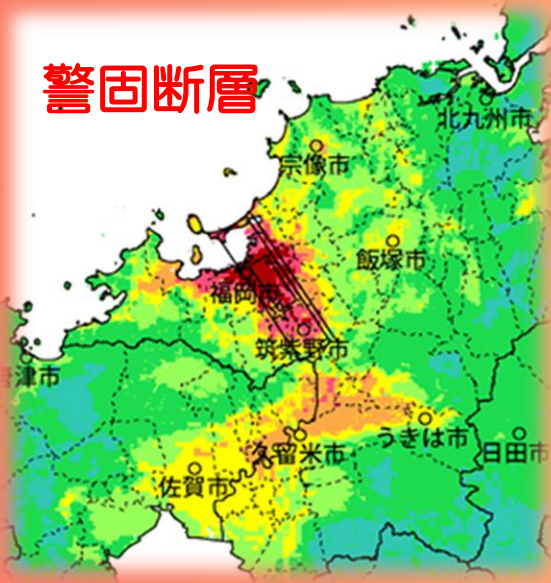 警固断層
北九州市
宗像市
飯塚市
福岡市
筑紫野市
津市
うきは市
久留米市
日田市
佐賀市